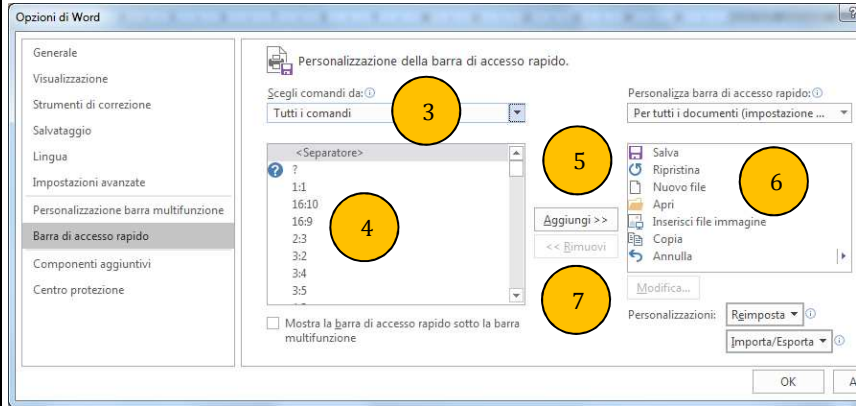 Opzioni di Word
Generale
Visualizzazione
Strumenti di correzione
Salvataggio
Lingua
Impostazioni avanzate
Personalizzazione barra multifunzione
Barra di accesso rapido
Componenti aggiuntivi
Centro protezione
Personalizzazione della barra di accesso rapido.
Scegli comandi da:
Tutti i comandi
3
<Separatore>
?
1:1
16:10
16:9
2:3
3:2
3:4
3:5
4
Mostra la barra di accesso rapido sotto la barra
multifunzione
5
Aggiungi >>
<< Rimuovi
7
Personalizza barra di accesso rapido:
Per tutti i documenti (impostazione ...
Salva
Ripristina
Nuovo file
Apri
Inserisci file immagine
Copia
Annulla
6
Modifica...
Personalizzazioni:
Reimposta
Importa/Esporta
OK